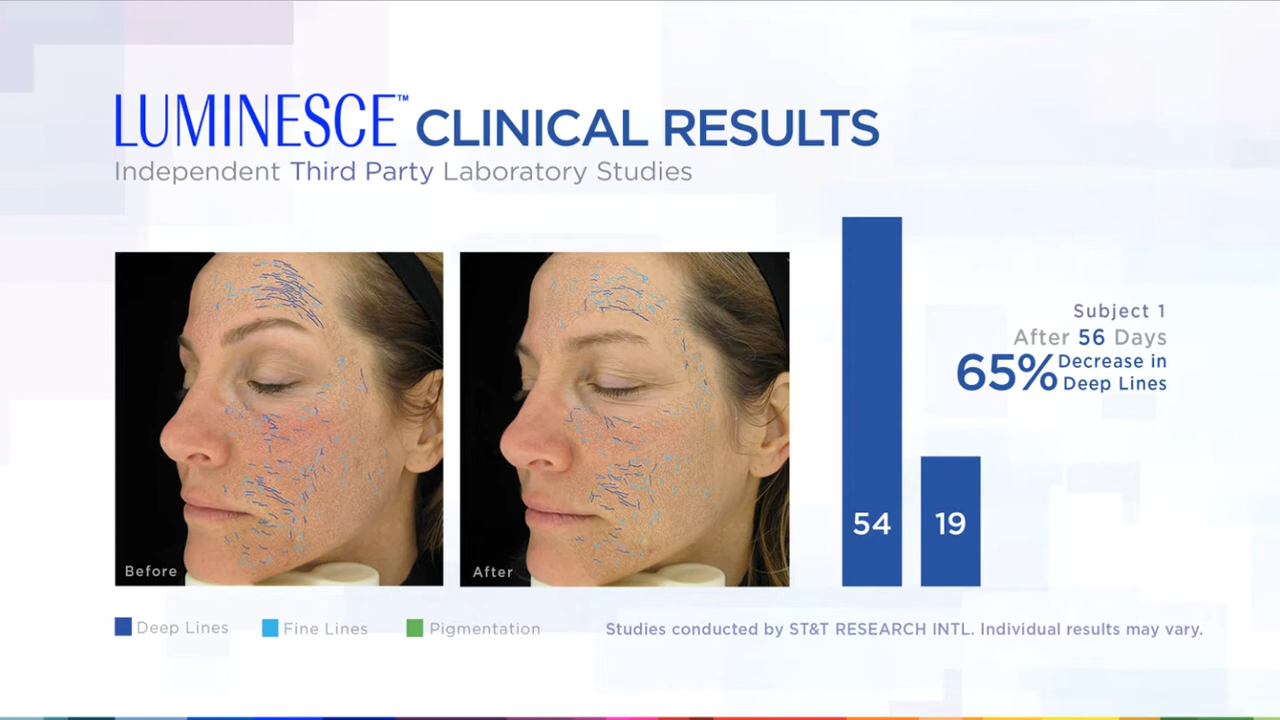 LUMINESCE™ CLINICAL RESULTS
Independent Third Party Laboratory Studies
Before
After
54
19
Subject 1
After 56 Days
65% Decrease in
Deep Lines
Deep Lines
Fine Lines
Pigmentation
Studies conducted by ST&T RESEARCH INTL. Individual results may vary.